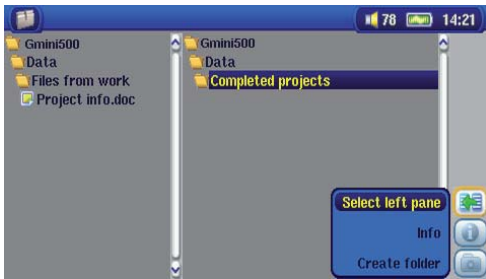 78 14:21
Gmini500
Data
Files from work
Project info.doc
Gmini500
Data
Completed projects
Select left pane
Info
Create folder